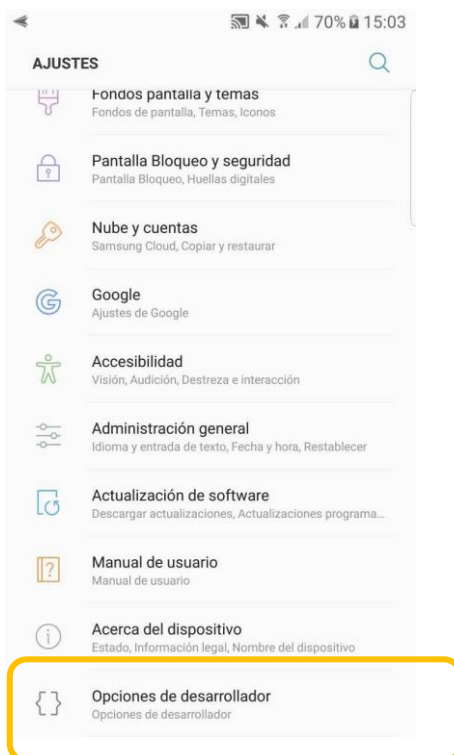 70% 15:03
AJUSTES
Fondos pantalla y temas
Fondos de pantalla, Temas, Iconos
Pantalla Bloqueo y seguridad
Pantalla Bloqueo, Huellas digitales
Nube y cuentas
Samsung Cloud, Copiar y restaurar
Google
Ajustes de Google
Accesibilidad
Visión, Audición, Destreza e interacción
Administración general
Idioma y entrada de texto, Fecha y hora, Restablecer
Actualización de software
Descargar actualizaciones, Actualizaciones programa...
Manual de usuario
Manual de usuario
Acerca del dispositivo
Estado, Información legal, Nombre del dispositivo
Opciones de desarrollador
Opciones de desarrollador